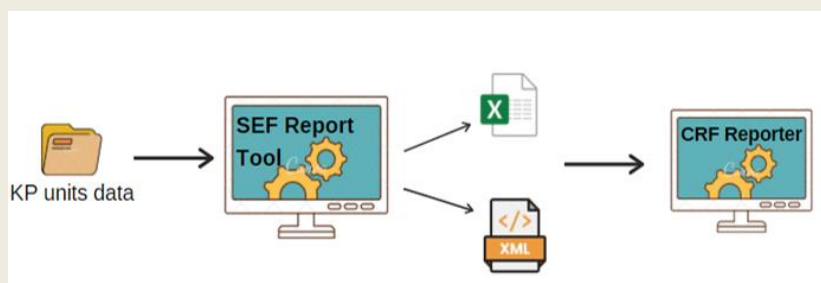 KP units data
SEF Report
Tool
X
</>
XML
CRF Reporter